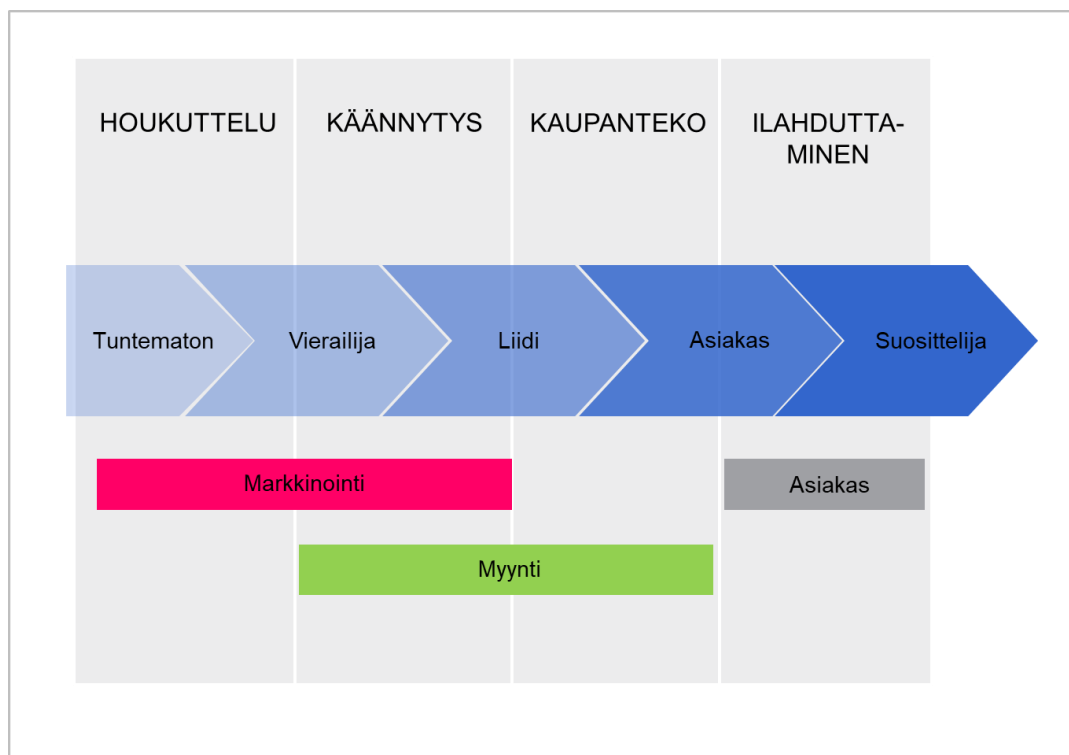 HOUKUTTELU
KÄÄNNYTYS
KAUPANTEKO
ILAHDUTTA-
MINEN
Tuntematon
Vierailija
Liidi
Asiakas
Suosittelija
Markkinointi
Asiakas
Myynti